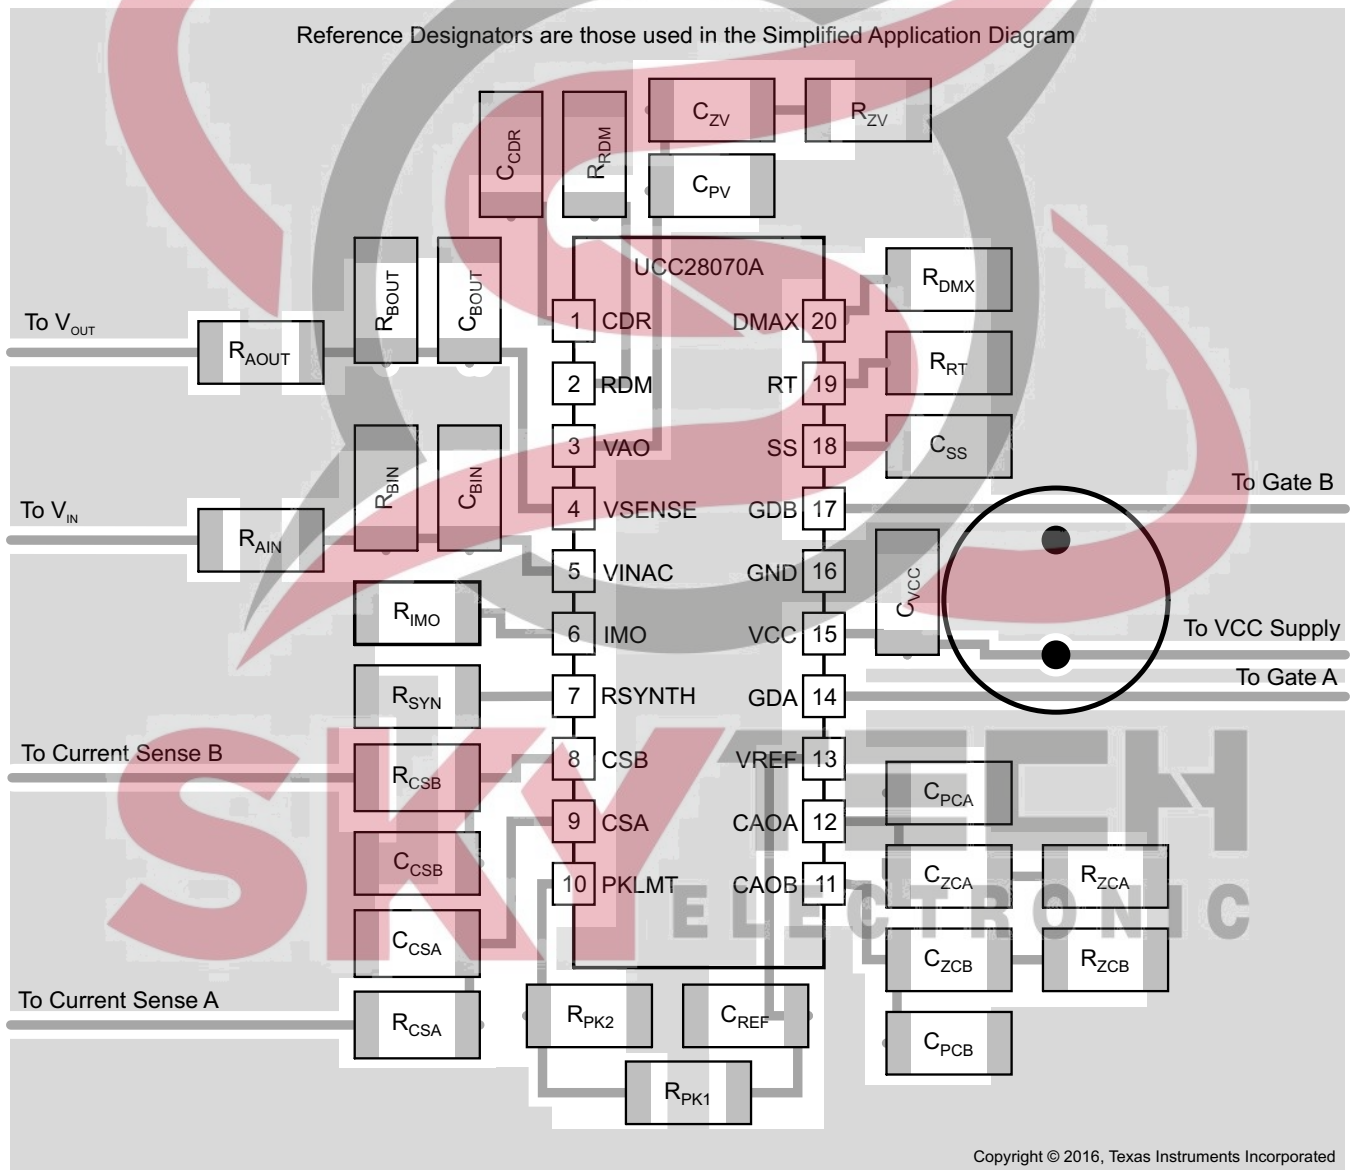 Reference Designators are those used in the Simplified Application Diagram
CCDR
RRDM
CZV
RZV
CPV
UCC28070A
RBOUT
CBOUT
RDMX
To VOUT
RAOUT
1 CDR
DMAX 20
2 RDM
RT 19
RRT
3 VAO
SS 18
CSS
RBIN
CBIN
To VIN
RAIN
4 VSENSE
GDB 17
To Gate B
5 VINAC
GND 16
CVCC
RIMO
6 IMO
VCC 15
To VCC Supply
RSYN
7 RSYNTH
GDA 14
To Gate A
To Current Sense B
RCSB
8 CSB
VREF 13
CPCA
9 CSA
CAOA 12
CCSB
10 PKLMT
CAOB 11
CZCA
RZCA
SKYTECH
ELECTRONIC
CCSA
CZCB
RZCB
To Current Sense A
RCSA
RPK2
CREF
CPCB
RPK1
Copyright © 2016, Texas Instruments Incorporated